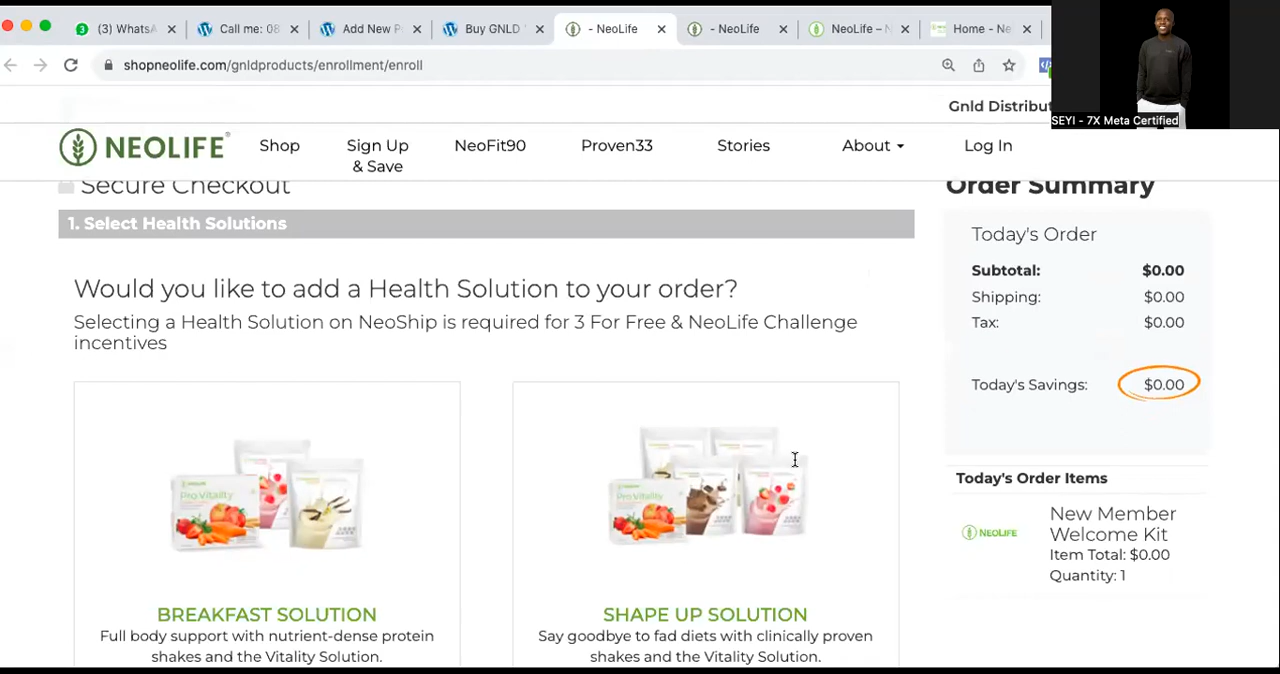 (3) WhatsA
Call me: 08
Add New P
Buy GNLD
- NeoLife
- NeoLife
NeoLife – N
Home - Ne
shopneolife.com/gnldproducts/enrollment/enroll
SEYI - 7X Meta Certified
Gnld Distribut
NEOLIFE®
Shop
Sign Up
& Save
NeoFit90
Proven33
Stories
About
Log In
Secure Checkout
1. Select Health Solutions
Would you like to add a Health Solution to your order?
Selecting a Health Solution on NeoShip is required for 3 For Free & NeoLife Challenge
incentives
Pro Vitality
Pro Vitality
BREAKFAST SOLUTION
Full body support with nutrient-dense protein
shakes and the Vitality Solution.
SHAPE UP SOLUTION
Say goodbye to fad diets with clinically proven
shakes and the Vitality Solution.
Order Summary
Today's Order
Subtotal: $0.00
Shipping: $0.00
Tax: $0.00
Today's Savings: $0.00
Today's Order Items
NEOLIFE
New Member
Welcome Kit
Item Total: $0.00
Quantity: 1